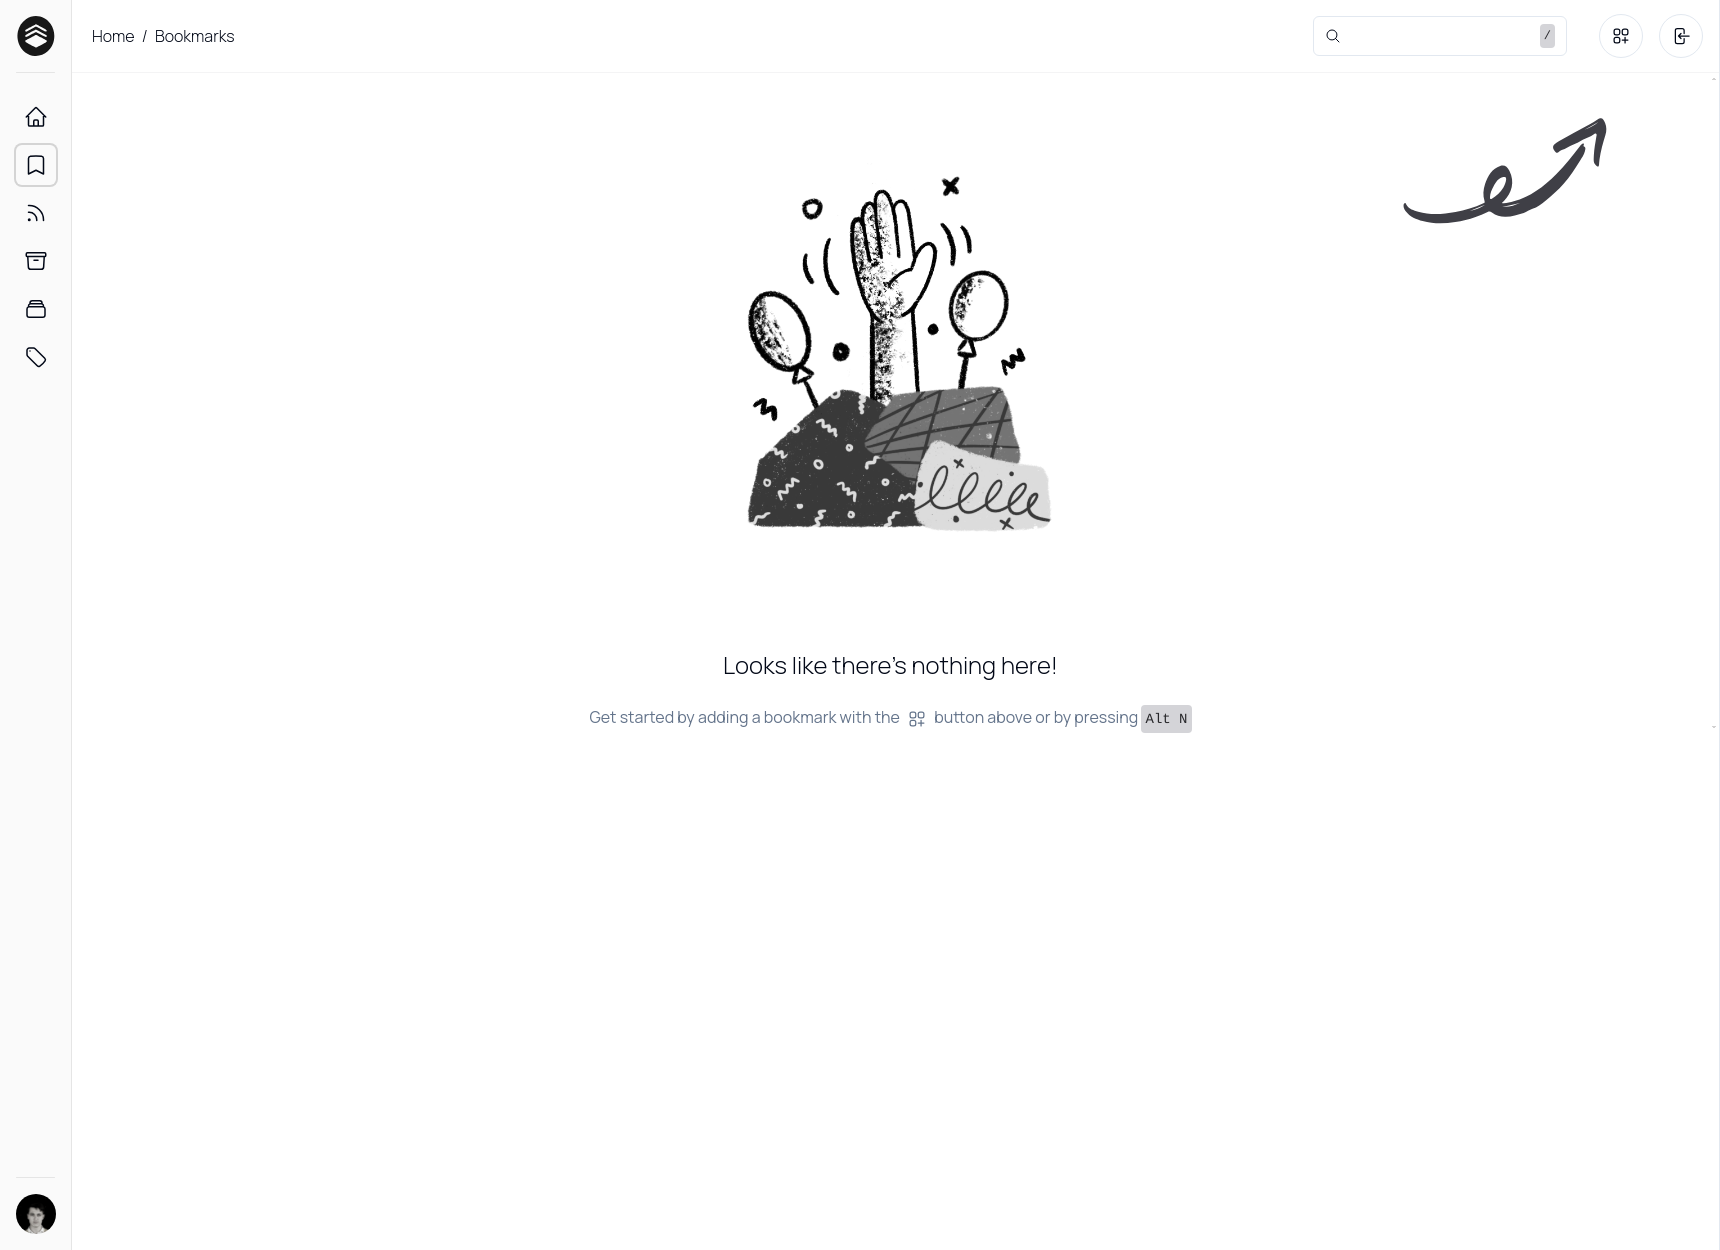 Home / Bookmarks
/
Looks like there's nothing here!
Get started by adding a bookmark with the button above or by pressing Alt N